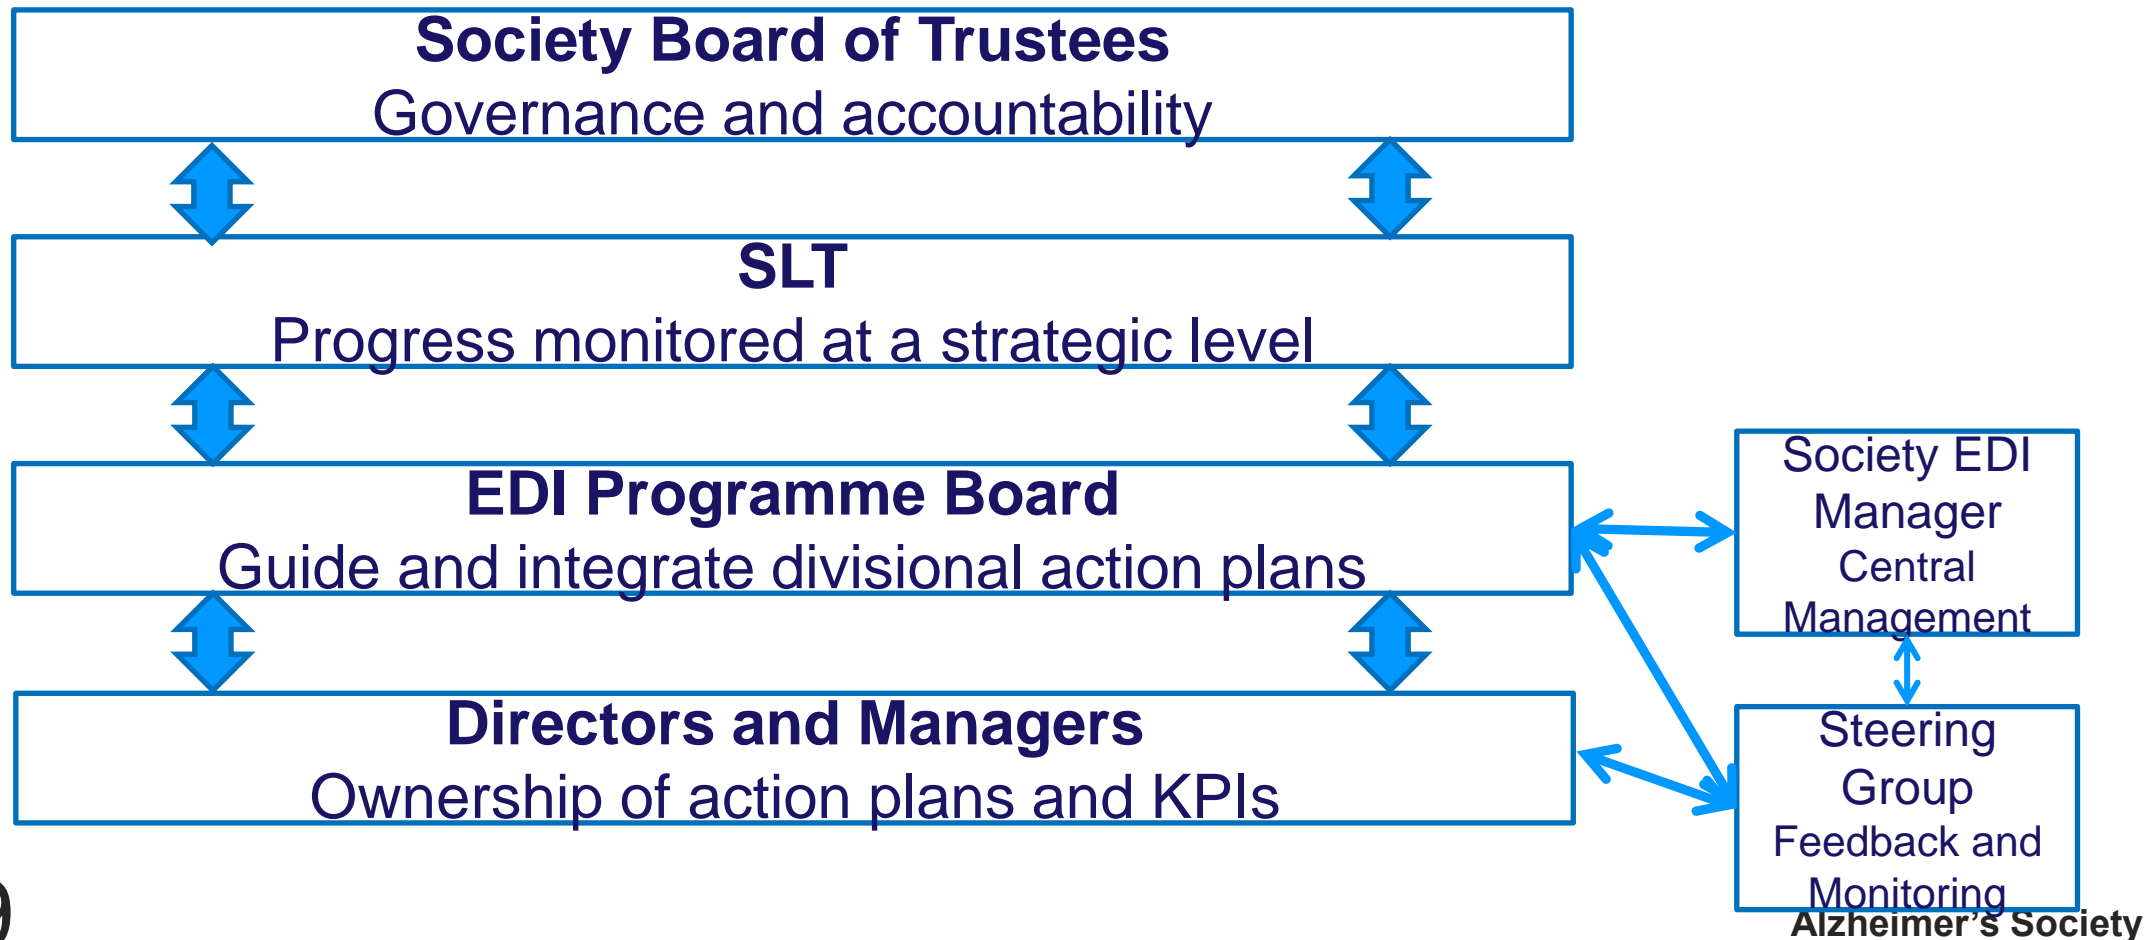 Society Board of Trustees
Governance and accountability
SLT
Progress monitored at a strategic level
EDI Programme Board
Guide and integrate divisional action plans
Directors and Managers
Ownership of action plans and KPIs
Society EDI
Manager
Central
Management
Steering
Group
Feedback and
Monitoring
9
Alzheimer's Society